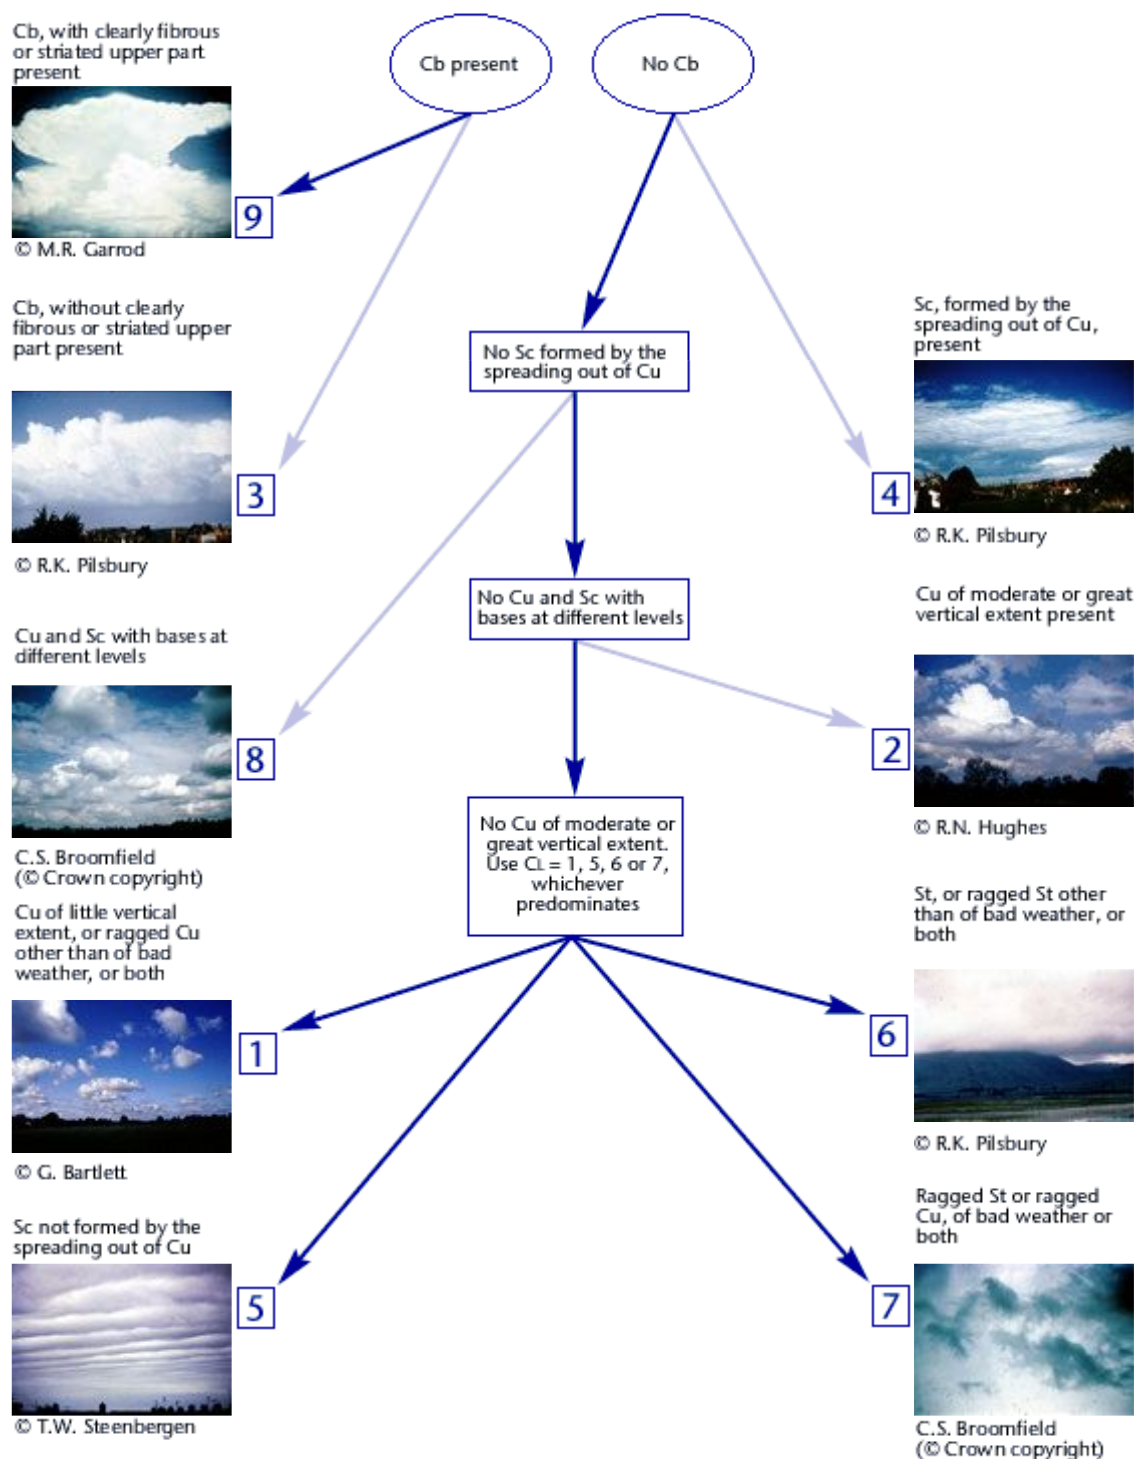 Cb, with clearly fibrous
or striated upper part
present
Cb present
No Cb
9
© M.R. Garrod
Cb, without clearly
fibrous or striated upper
part present
3
© R.K. Pilsbury
No Sc formed by the
spreading out of Cu
Sc, formed by the
spreading out of Cu,
present
4
© R.K. Pilsbury
No Cu and Sc with
bases at different levels
Cu of moderate or great
vertical extent present
2
© R.N. Hughes
Cu and Sc with bases at
different levels
8
C.S. Broomfield
(© Crown copyright)
No Cu of moderate or
great vertical extent.
Use CL = 1, 5, 6 or 7,
whichever
predominates
Cu of little vertical
extent, or ragged Cu
other than of bad
weather, or both
1
© G. Bartlett
St, or ragged St other
than of bad weather, or
both
6
© R.K. Pilsbury
Sc not formed by the
spreading out of Cu
5
© T.W. Steenbergen
Ragged St or ragged
Cu, of bad weather or
both
7
C.S. Broomfield
(© Crown copyright)